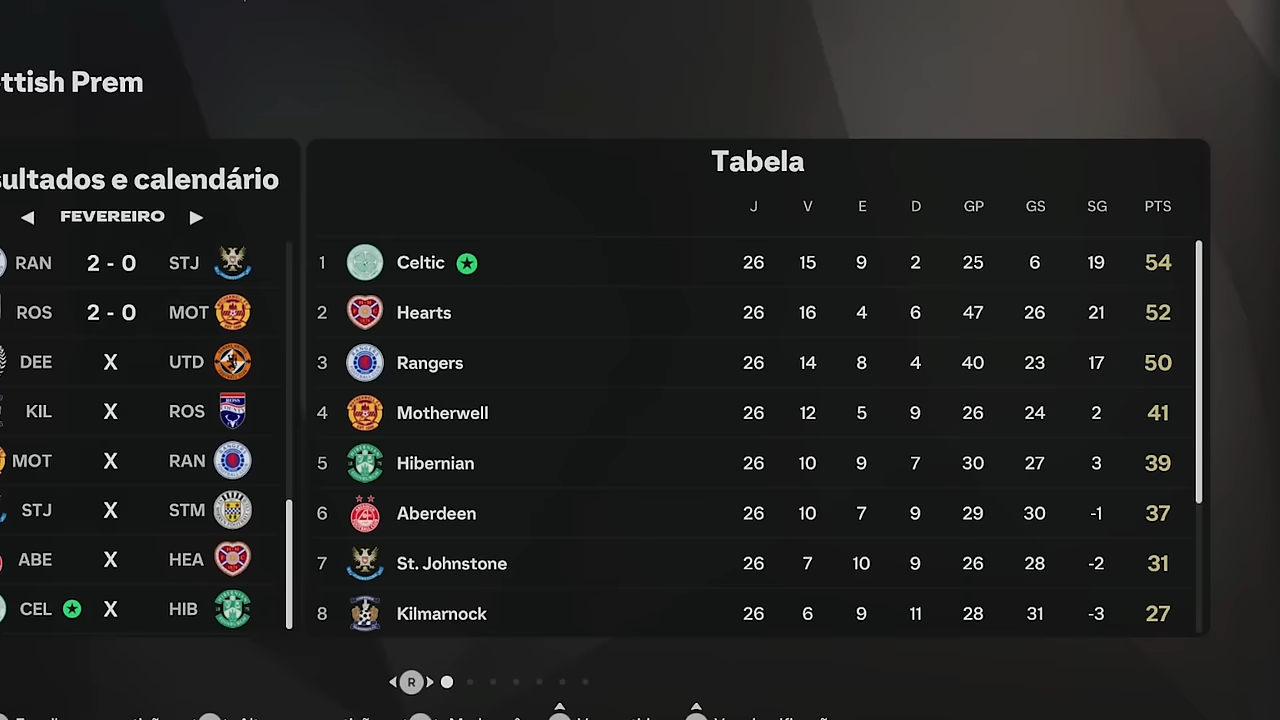 ttish Prem
sultados e calendário
FEVEREIRO
RAN 2 - 0 STJ
ROS 2 - 0 MOT
DEE X UTD
KIL X ROS
MOT X RAN
STJ X STM
ABE X HEA
CEL X HIB
Tabela
J V E D GP GS SG PTS
1 Celtic 26 15 9 2 25 6 19 54
2 Hearts 26 16 4 6 47 26 21 52
3 Rangers 26 14 8 4 40 23 17 50
4 Motherwell 26 12 5 9 26 24 2 41
5 Hibernian 26 10 9 7 30 27 3 39
6 Aberdeen 26 10 7 9 29 30 -1 37
7 St. Johnstone 26 7 10 9 26 28 -2 31
8 Kilmarnock 26 6 9 11 28 31 -3 27
R